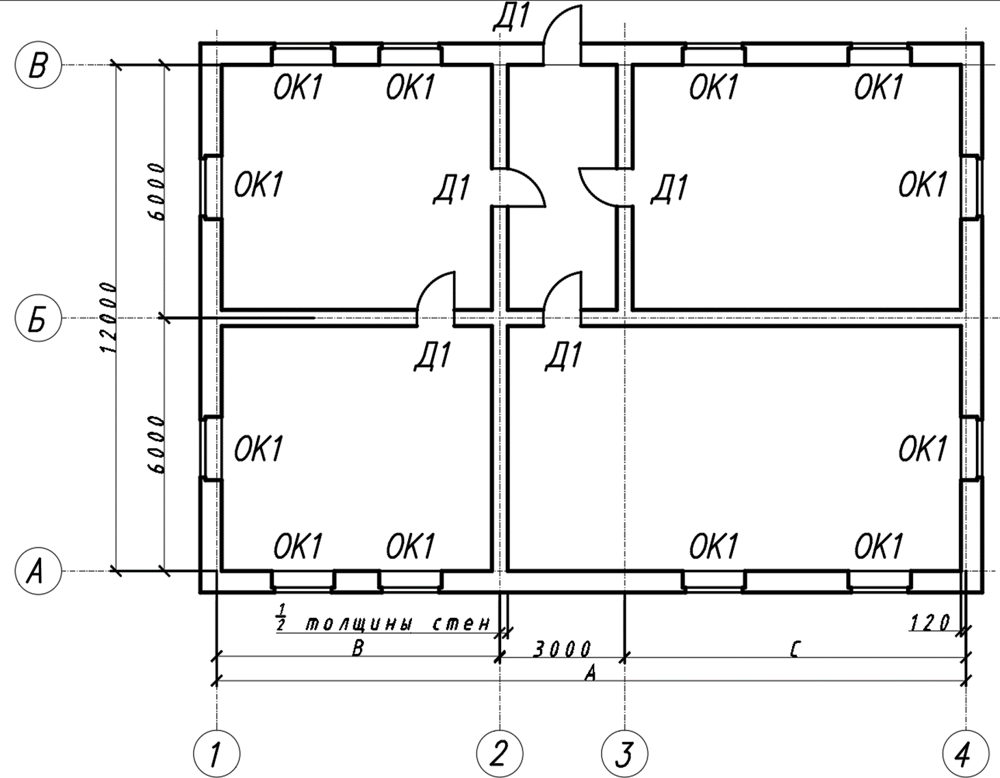 Д1
В
ОК1 ОК1 ОК1 ОК1
ОК1 Д1 Д1 ОК1
6000
12000
Б
Д1 Д1
6000
ОК1 ОК1
ОК1 ОК1 ОК1 ОК1
А
1/2 толщины стен 120
В 3000 С
А
1 2 3 4